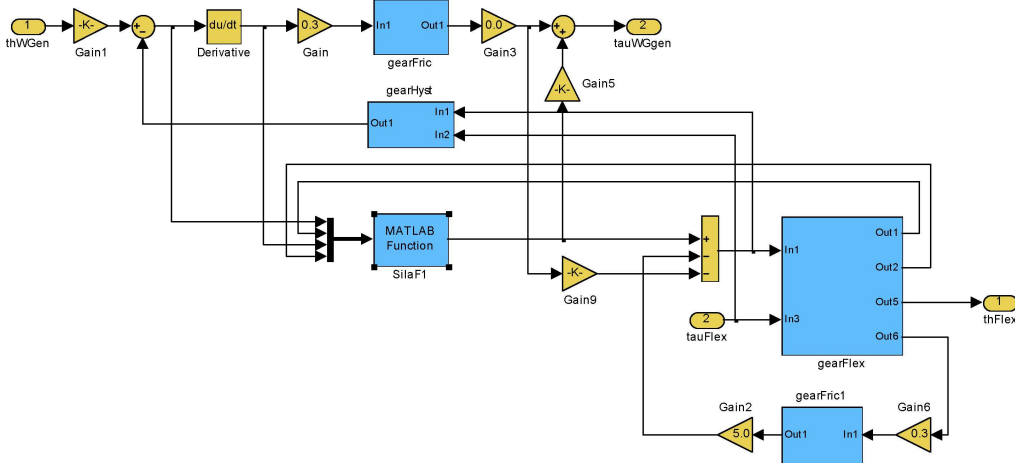 1
thWGen
-K-
Gain1
+
−
du/dt
Derivative
0.3
Gain
In1
Out1
gearFric
0.0
Gain3
+
+
2
tauWGgen
-K-
Gain5
gearHyst
Out1
In1
In2
MATLAB
Function
SilaF1
-K-
Gain9
+
−
−
2
tauFlex
In1
In3
Out1
Out2
Out5
Out6
gearFlex
1
thFlex
Gain2
5.0
gearFric1
Out1
In1
Gain6
0.3